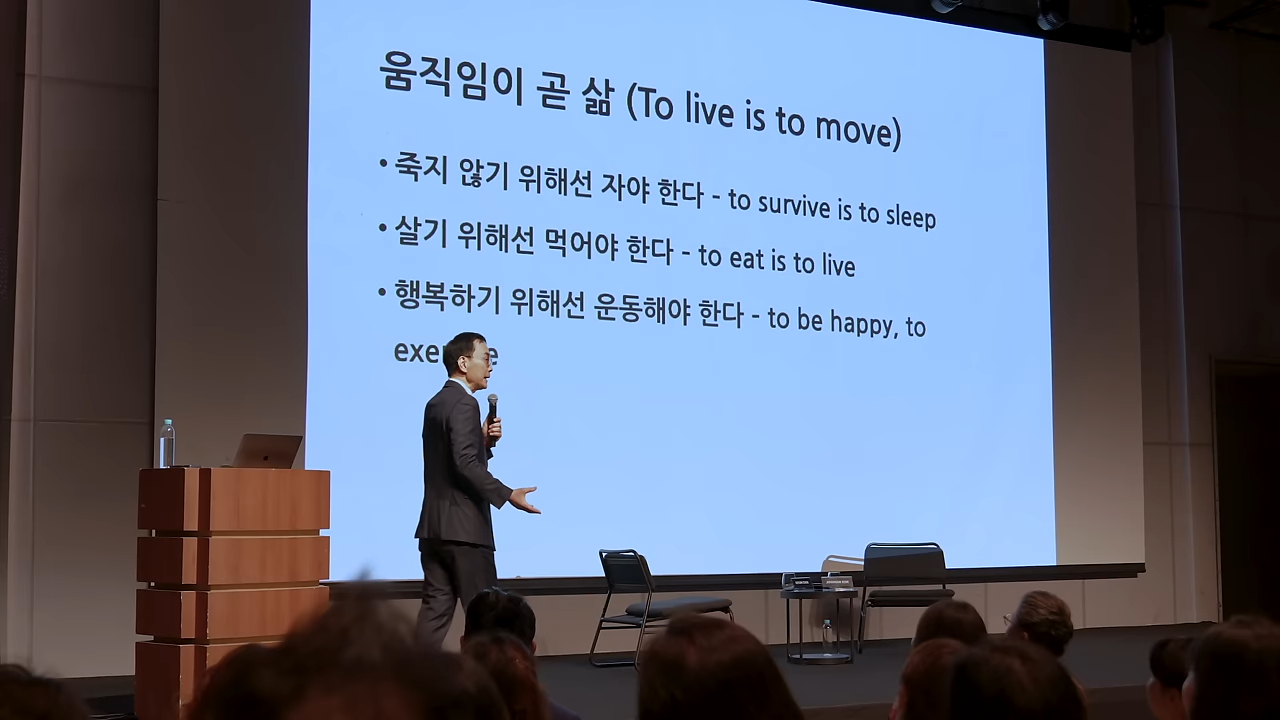 움직임이 곧 삶 (To live is to move)
• 죽지 않기 위해선 자야 한다 - to survive is to sleep
• 살기 위해선 먹어야 한다 - to eat is to live
• 행복하기 위해선 운동해야 한다 - to be happy, to